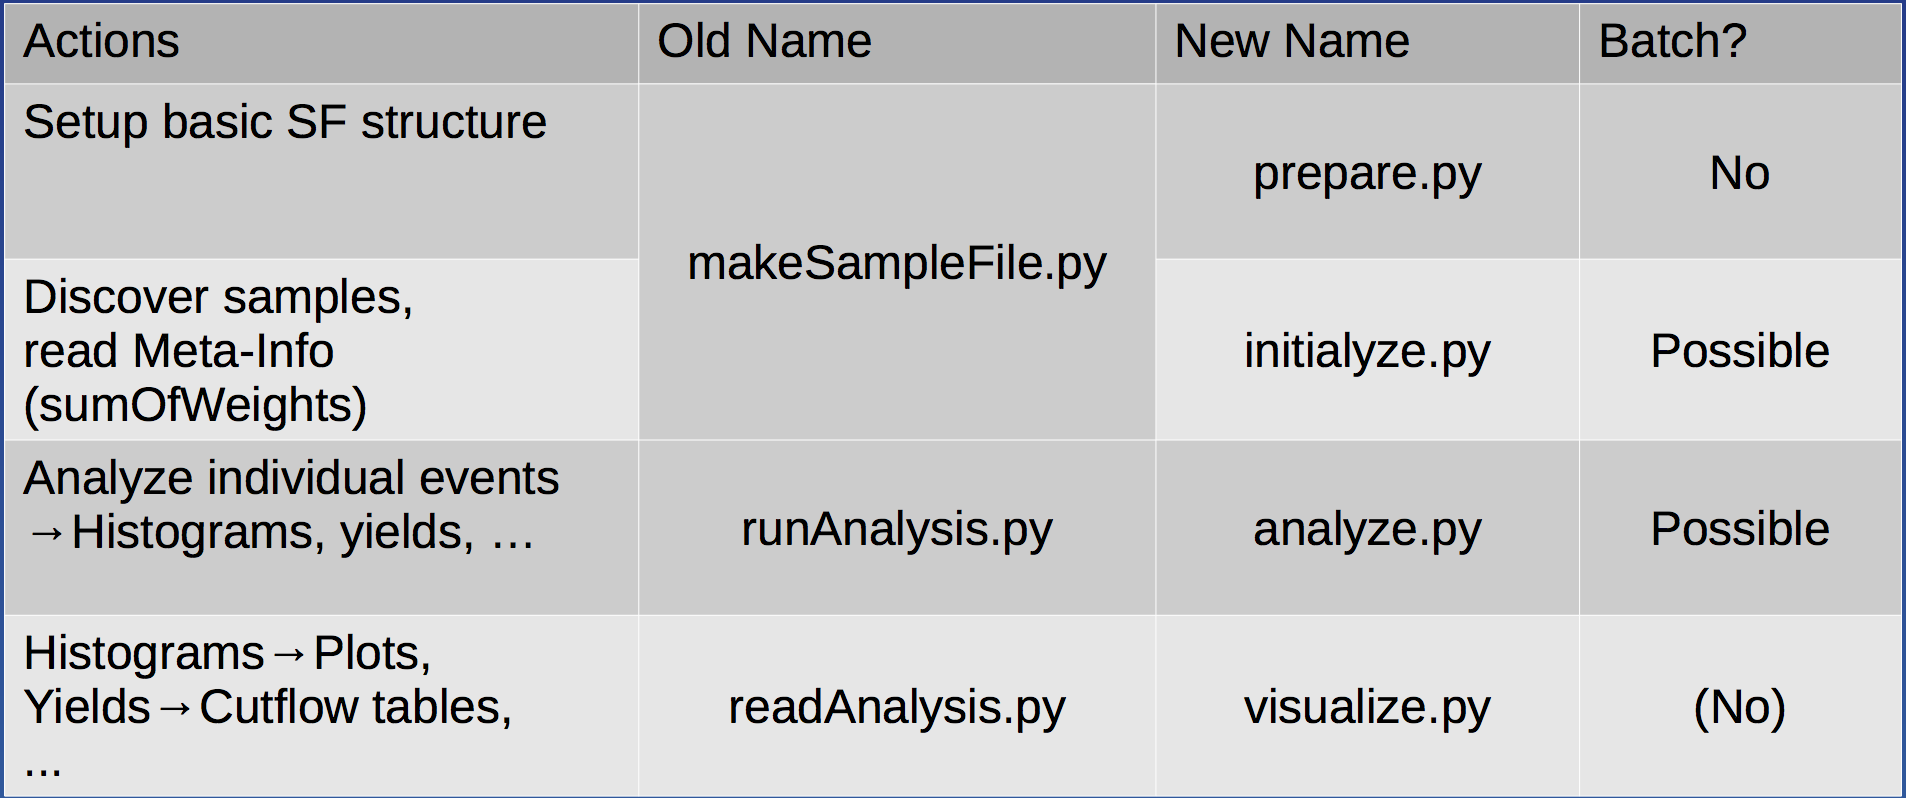 Actions Old Name New Name Batch?
Setup basic SF structure
prepare.py No
makeSampleFile.py
Discover samples,
read Meta-Info
(sumOfWeights)
initialyze.py Possible
Analyze individual events
→Histograms, yields, …
runAnalysis.py analyze.py Possible
Histograms→Plots,
Yields→Cutflow tables,
...
readAnalysis.py visualize.py (No)